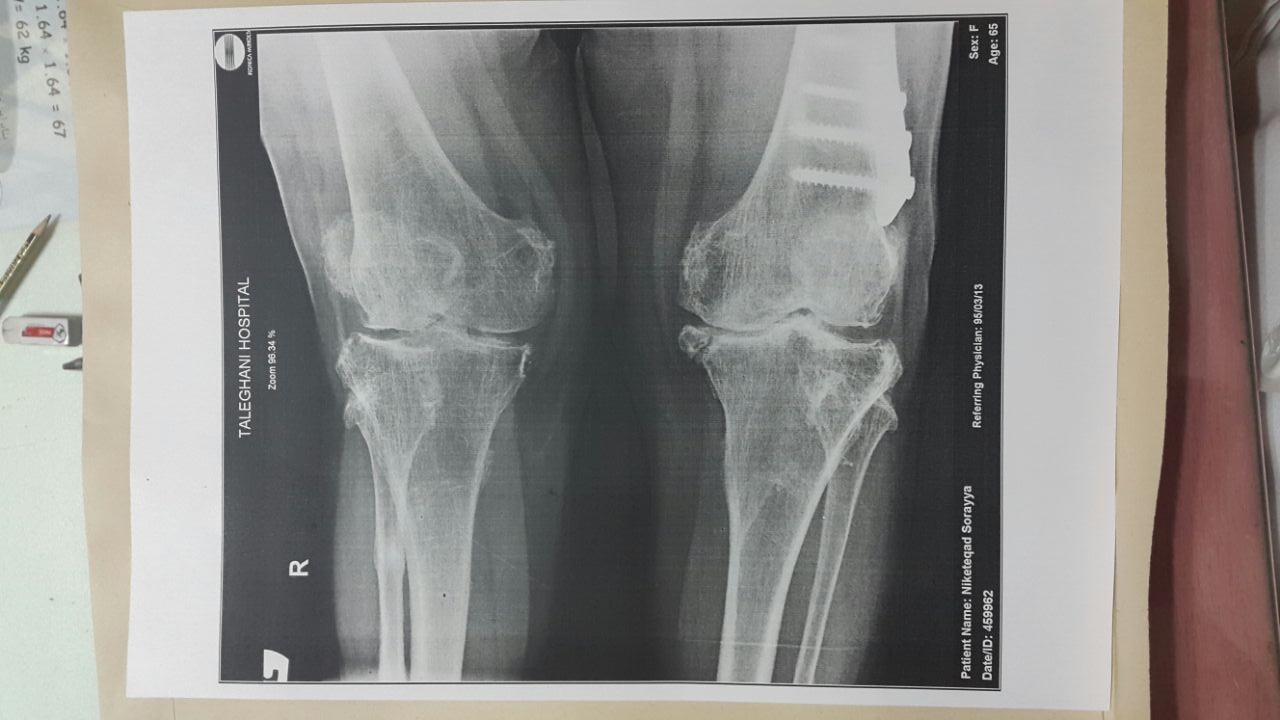 TALEGHANI HOSPITAL
Zoom 96.34 %
R
Sex: F
Age: 65
Referring Physician: 95/03/13
Patient Name: Niketeqad Sorayya
Date/ID: 459962
1.64 × 1.64 = 67
= 62 kg